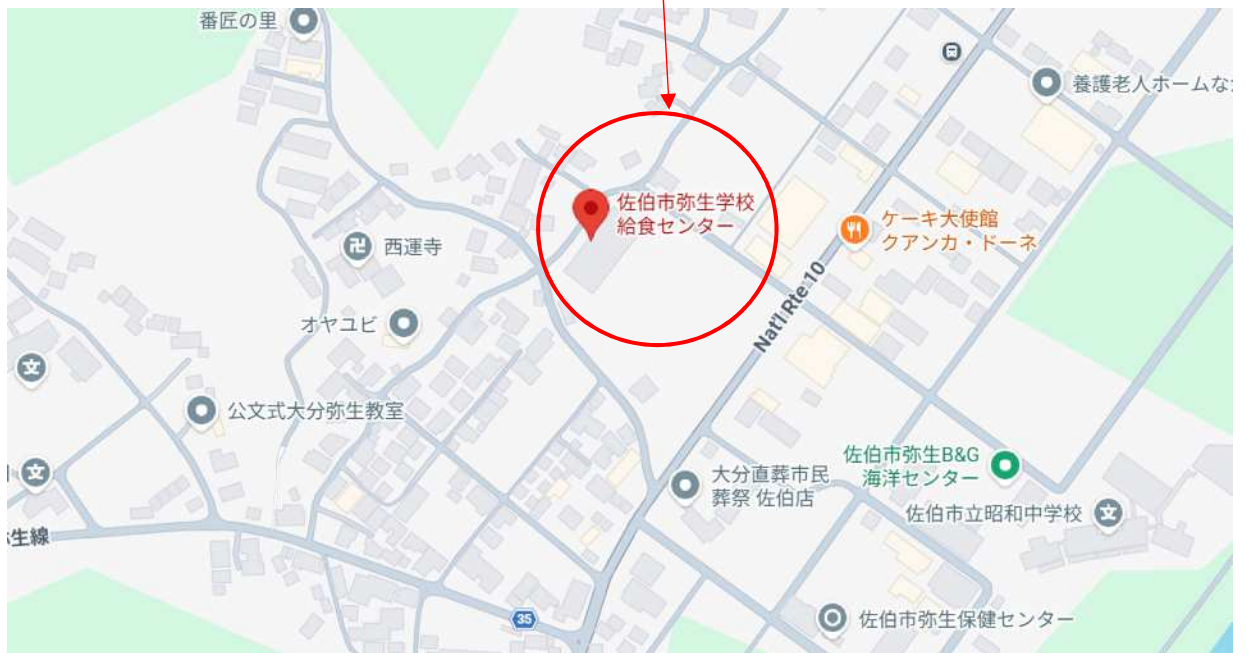 番匠の里
養護老人ホームな
佐伯市弥生学校
給食センター
ケーキ大使館
クアンカ・ドーネ
西運寺
Nat'l Rte 10
オヤユビ
文
公文式大分弥生教室
佐伯市弥生B&G
海洋センター
大分直葬市民
葬祭 佐伯店
文
佐伯市立昭和中学校
文
生線
35
佐伯市弥生保健センター